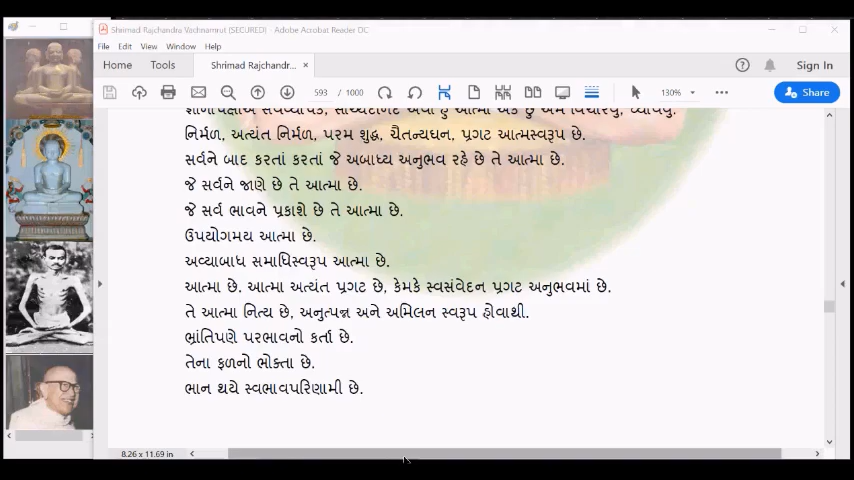 Shrimad Rajchandra Vachnamrut (SECURED) - Adobe Acrobat Reader DC
File Edit View Window Help
Home Tools Shrimad Rajchandr... × Sign In
593 / 1000 130% Share
નિર્મળ, અત્યંત નિર્મળ, પરમ શુદ્ધ, ચૈતન્યઘન, પ્રગટ આત્મસ્વરૂપ છે.
સર્વને બાદ કરતાં કરતાં જે અબાધ્ય અનુભવ રહે છે તે આત્મા છે.
જે સર્વને જાણે છે તે આત્મા છે.
જે સર્વ ભાવને પ્રકાશે છે તે આત્મા છે.
ઉપયોગમય આત્મા છે.
અવ્યાબાધ સમાધિસ્વરૂપ આત્મા છે.
આત્મા છે. આત્મા અત્યંત પ્રગટ છે, કેમકે સ્વસંવેદન પ્રગટ અનુભવમાં છે.
તે આત્મા નિત્ય છે, અનુત્પન્ન અને અમિલન સ્વરૂપ હોવાથી.
ભ્રાંતિપણે પરભાવનો કર્તા છે.
તેના ફળનો ભોક્તા છે.
ભાન થયે સ્વભાવપરિણામી છે.
8.26 x 11.69 in